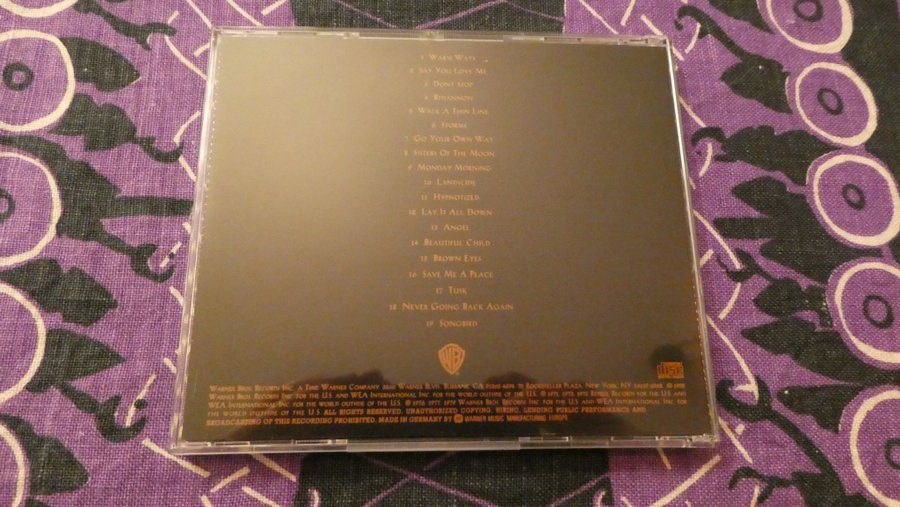 1 Warm Ways
2 Say You Love Me
3 Don't Stop
4 Rhiannon
5 Walk A Thin Line
6 Storms
7 Go Your Own Way
8 Sisters Of The Moon
9 Monday Morning
10 Landslide
11 Hypnotized
12 Lay It All Down
13 Angel
14 Beautiful Child
15 Brown Eyes
16 Save Me A Place
17 Tusk
18 Never Going Back Again
19 Songbird
WB
disc
Warner Bros. Records Inc. a Time Warner Company Warner Blvd. Burbank, CA Rockefeller Plaza, New York, NY
Warner Bros. Records Inc. for the U.S. and WEA International Inc. for the world outside of the U.S. Records Inc. for the U.S. and
WEA International Inc. for the world outside of the U.S. Warner Bros. Records Inc. for the U.S. and WEA International Inc. for
the world outside of the U.S. All rights reserved. Unauthorized copying, hiring, lending public performance and
broadcasting of this recording prohibited. Made in Germany by Warner Music Manufacturing Europe